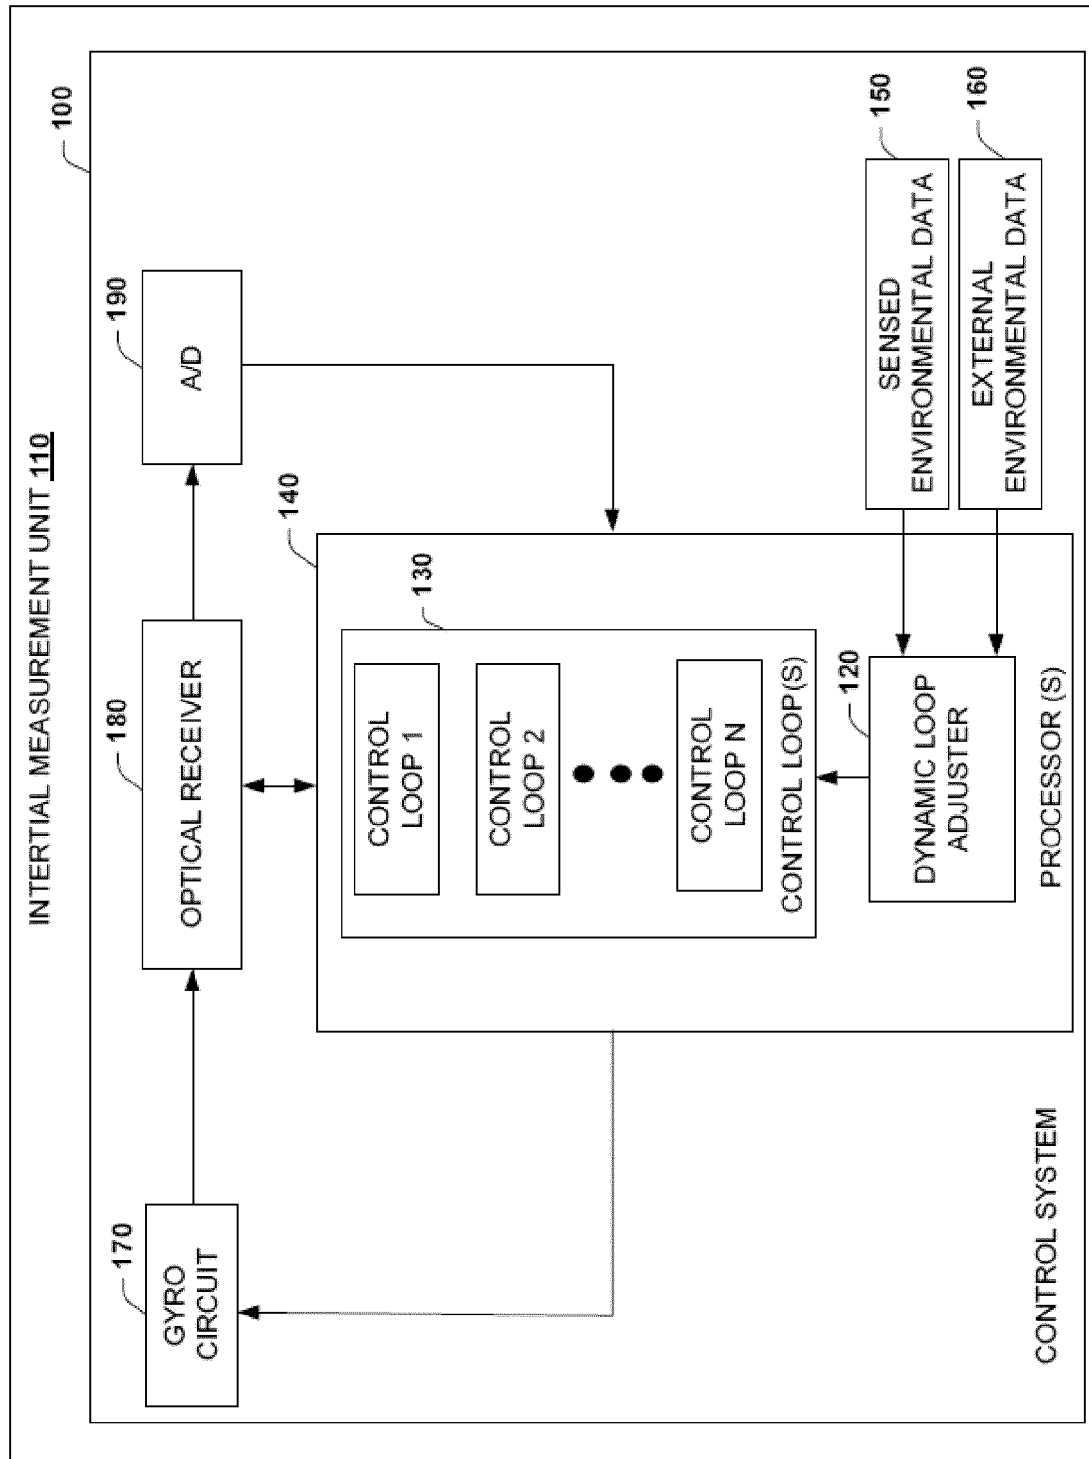 INTERTIAL MEASUREMENT UNIT 110
100
170
GYRO
CIRCUIT
180
OPTICAL RECEIVER
190
A/D
140
130
CONTROL
LOOP 1
CONTROL
LOOP 2
CONTROL
LOOP N
CONTROL LOOP(S)
120
DYNAMIC LOOP
ADJUSTER
PROCESSOR (S)
150
SENSED
ENVIRONMENTAL DATA
160
EXTERNAL
ENVIRONMENTAL DATA
CONTROL SYSTEM